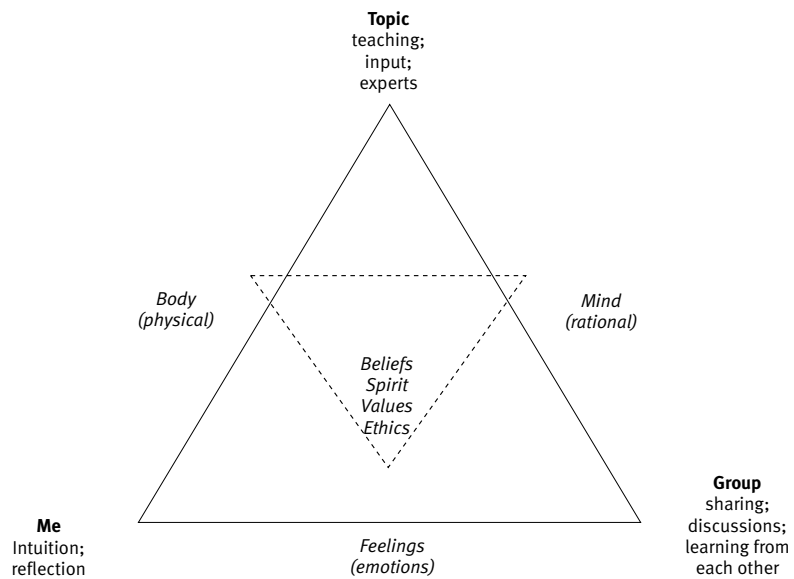 Topic
teaching;
input;
experts
Body
(physical)
Mind
(rational)
Beliefs
Spirit
Values
Ethics
Me
Intuition;
reflection
Feelings
(emotions)
Group
sharing;
discussions;
learning from
each other